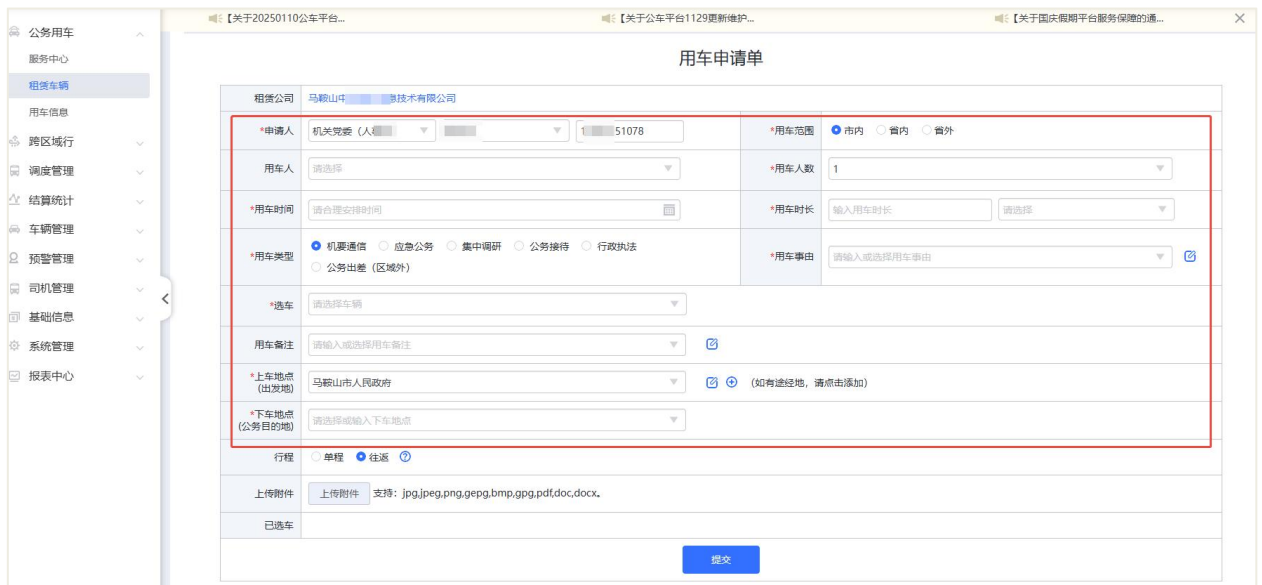 【关于20250110公车平台...
【关于公车平台1129更新维护...
【关于国庆假期平台服务保障的通...
公务用车
服务中心
租赁车辆
用车信息
跨区域行
调度管理
结算统计
车辆管理
预警管理
司机管理
基础信息
系统管理
报表中心
用车申请单
租赁公司 马鞍山中 息技术有限公司
*申请人 机关党委（人 51078 *用车范围 市内 省内 省外
用车人 请选择 *用车人数 1
*用车时间 请合理安排时间 *用车时长 输入用车时长 请选择
*用车类型 机要通信 应急公务 集中调研 公务接待 行政执法
公务出差（区域外）
*用车事由 请输入或选择用车事由
*选车 请选择车辆
用车备注 请输入或选择用车备注
*上车地点
(出发地)
马鞍山市人民政府 (如有途经地，请点击添加)
*下车地点
(公务目的地)
请选择或输入下车地点
行程 单程 往返
上传附件 上传附件 支持：jpg,jpeg,png,gepg,bmp,gpg,pdf,doc,docx。
已选车
提交